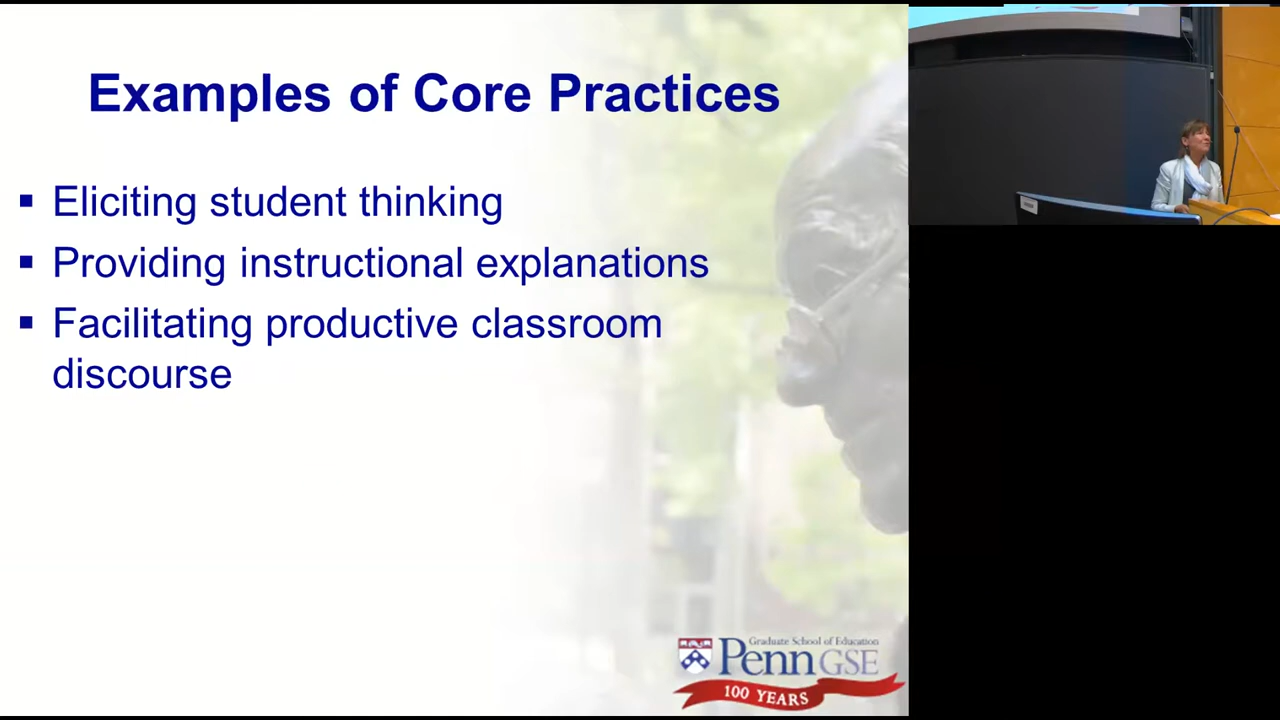 Examples of Core Practices
▪ Eliciting student thinking
▪ Providing instructional explanations
▪ Facilitating productive classroom
discourse
Graduate School of Education
Penn GSE
100 YEARS